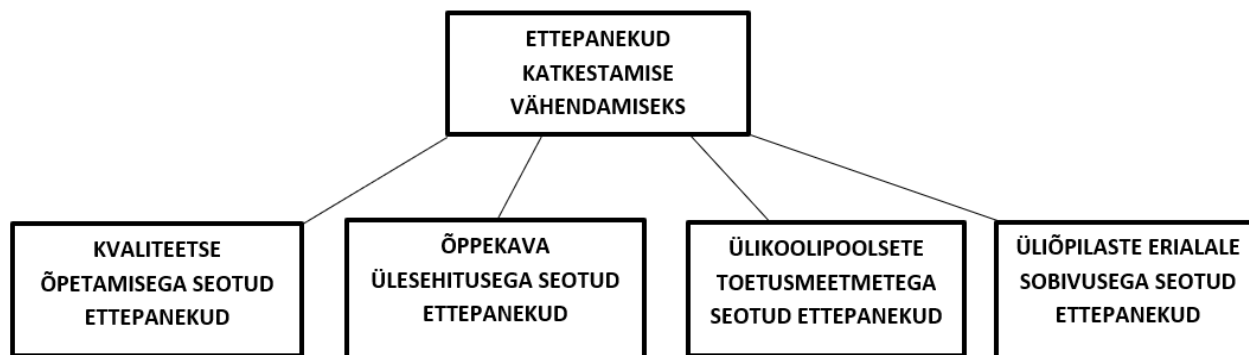 ETTEPANEKUD
KATKESTAMISE
VÄHENDAMISEKS
KVALITEETSE
ÕPETAMISEGA SEOTUD
ETTEPANEKUD
ÕPPEKAVA
ÜLESEHITUSEGA SEOTUD
ETTEPANEKUD
ÜLIKOOLIPOOLSETE
TOETUSMEETMETEGA
SEOTUD ETTEPANEKUD
ÜLIÕPILASTE ERIALALE
SOBIVUSEGA SEOTUD
ETTEPANEKUD